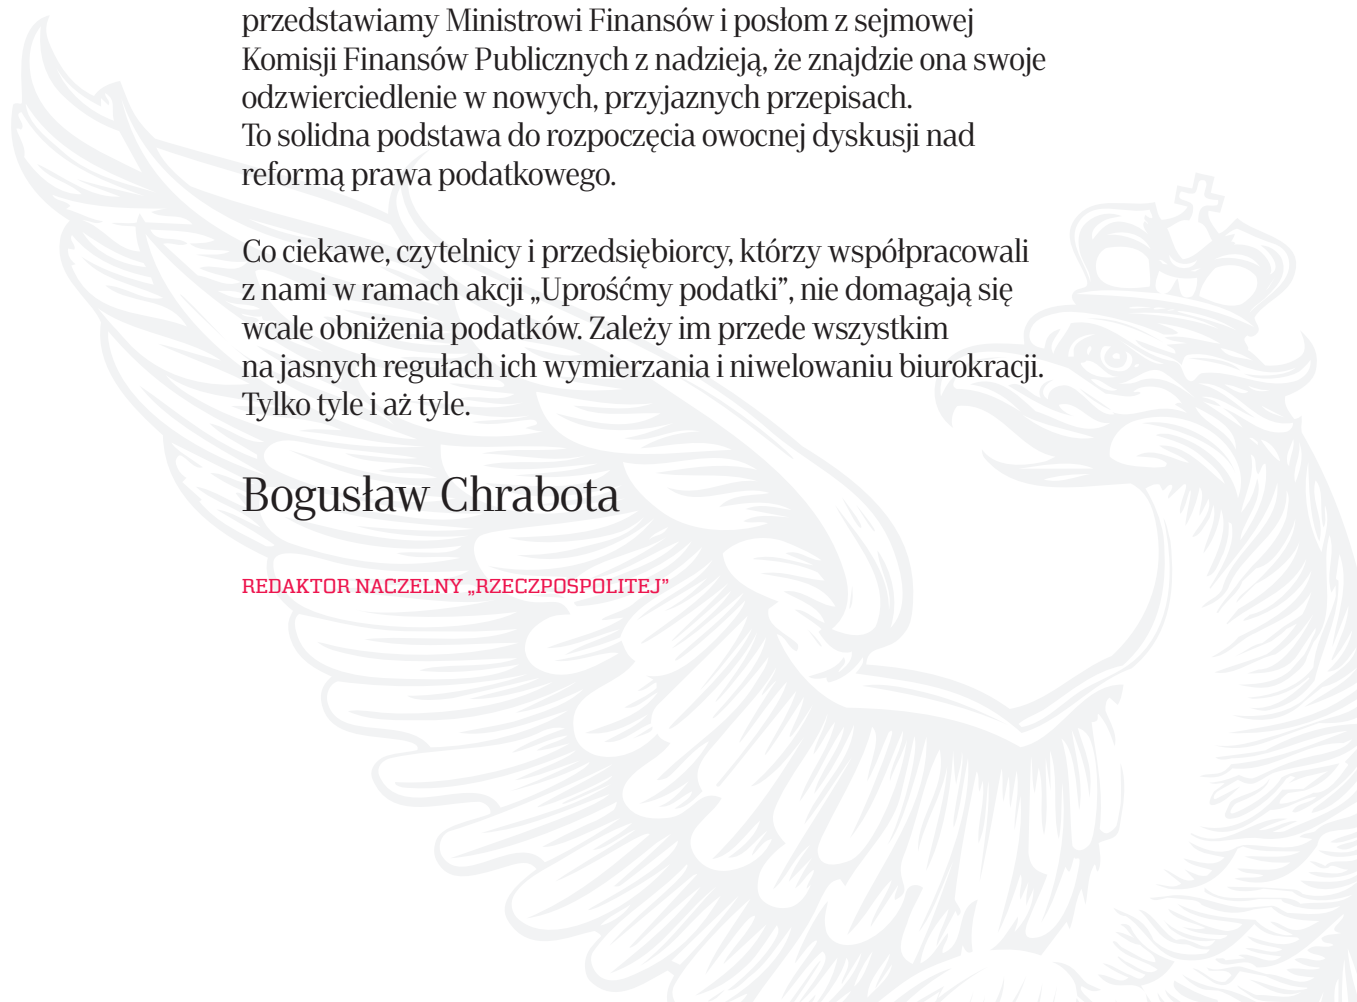 przedstawiamy Ministrowi Finansów i posłom z sejmowej
Komisji Finansów Publicznych z nadzieją, że znajdzie ona swoje
odzwierciedlenie w nowych, przyjaznych przepisach.
To solidna podstawa do rozpoczęcia owocnej dyskusji nad
reformą prawa podatkowego.
Co ciekawe, czytelnicy i przedsiębiorcy, którzy współpracowali
z nami w ramach akcji „Uprośćmy podatki”, nie domagają się
wcale obniżenia podatków. Zależy im przede wszystkim
na jasnych regułach ich wymierzania i niwelowaniu biurokracji.
Tylko tyle i aż tyle.
Bogusław Chrabota
REDAKTOR NACZELNY „RZECZPOSPOLITEJ”